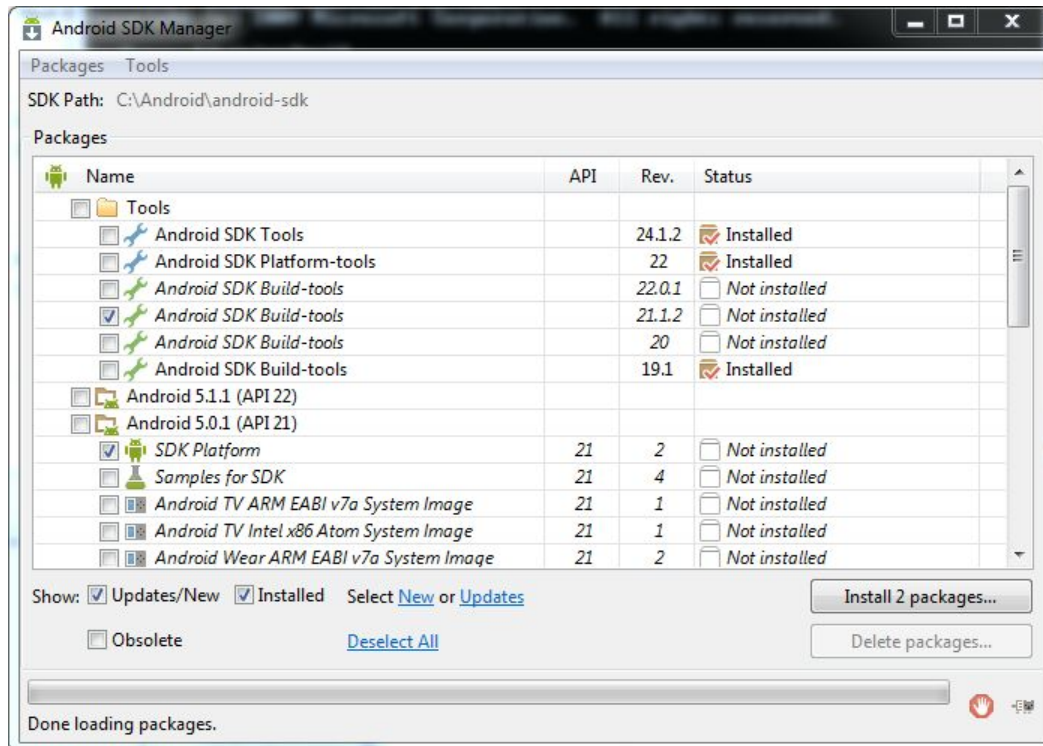 Microsoft Corporation. All rights reserved.
Android SDK Manager
Packages Tools
SDK Path: C:\Android\android-sdk
Packages
Name API Rev. Status
Tools
Android SDK Tools 24.1.2 Installed
Android SDK Platform-tools 22 Installed
Android SDK Build-tools 22.0.1 Not installed
Android SDK Build-tools 21.1.2 Not installed
Android SDK Build-tools 20 Not installed
Android SDK Build-tools 19.1 Installed
Android 5.1.1 (API 22)
Android 5.0.1 (API 21)
SDK Platform 21 2 Not installed
Samples for SDK 21 4 Not installed
Android TV ARM EABI v7a System Image 21 1 Not installed
Android TV Intel x86 Atom System Image 21 1 Not installed
Android Wear ARM EABI v7a System Image 21 2 Not installed
Show: Updates/New Installed Select New or Updates Install 2 packages...
Obsolete Deselect All Delete packages...
Done loading packages.